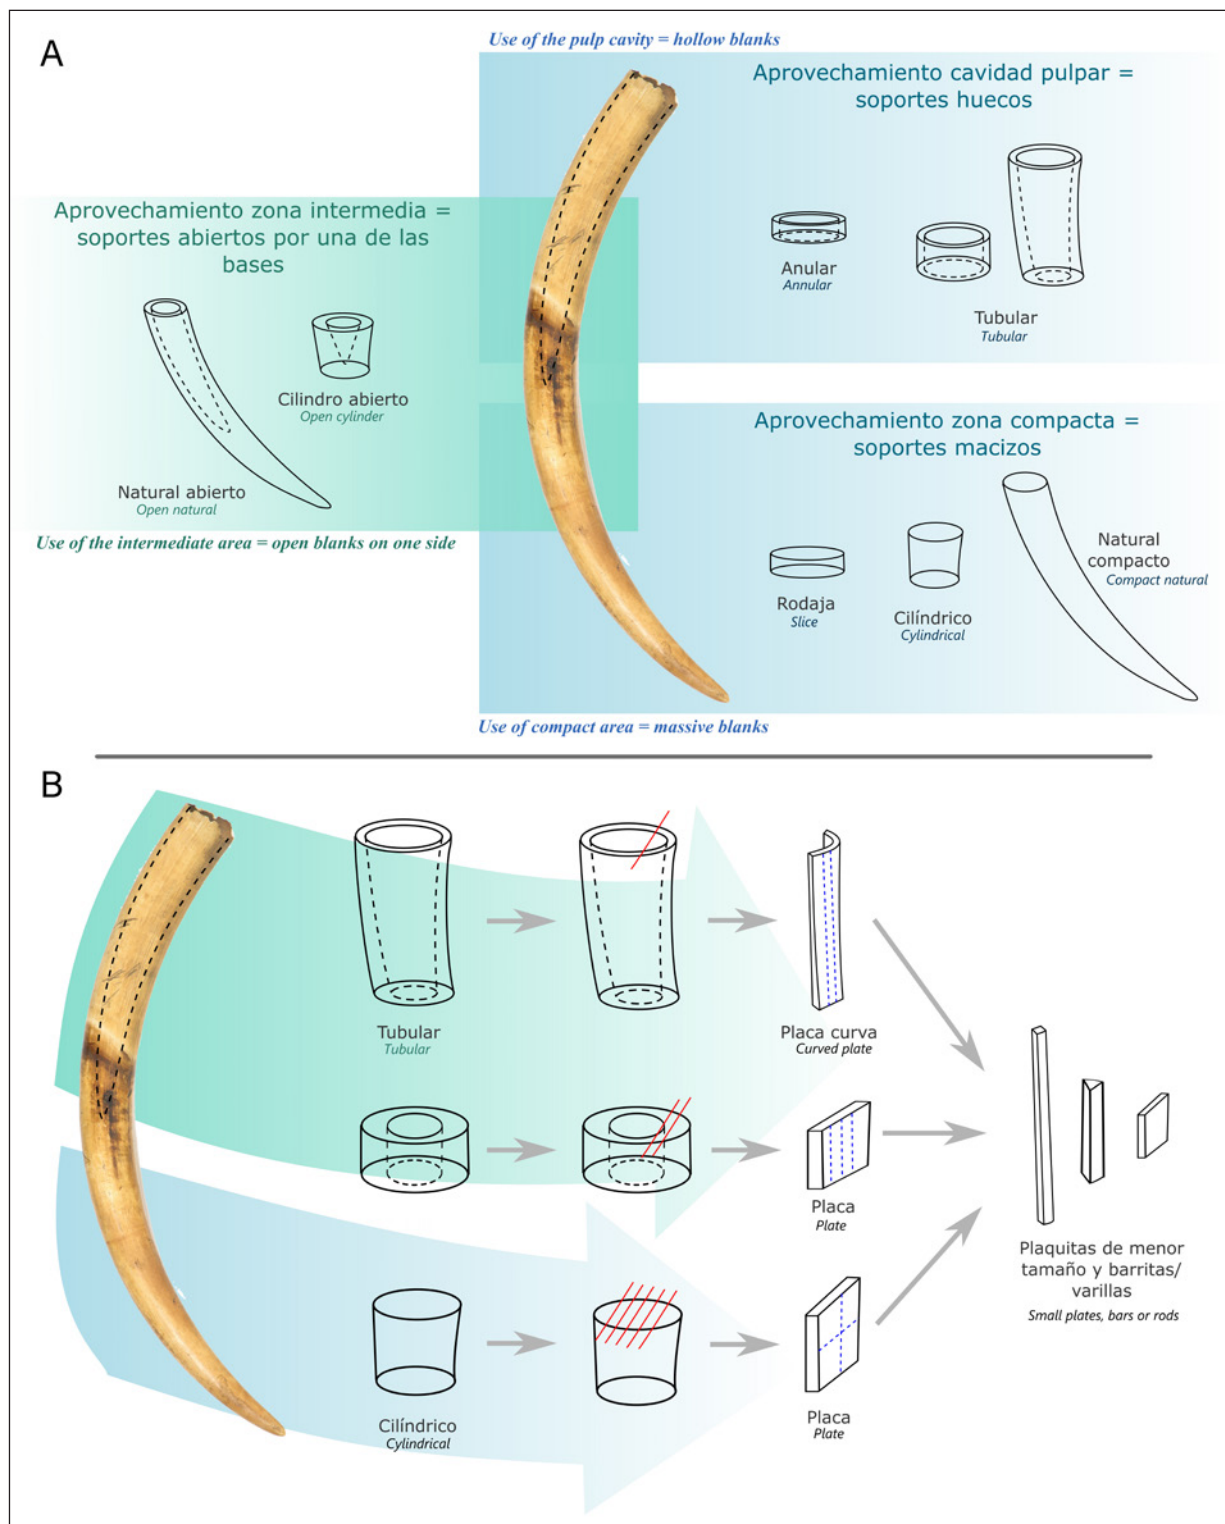 A
Use of the pulp cavity = hollow blanks
Aprovechamiento cavidad pulpar =
soportes huecos
Anular
Annular
Tubular
Tubular
Aprovechamiento zona intermedia =
soportes abiertos por una de las
bases
Cilindro abierto
Open cylinder
Natural abierto
Open natural
Use of the intermediate area = open blanks on one side
Aprovechamiento zona compacta =
soportes macizos
Natural
compacto
Compact natural
Rodaja
Slice
Cilíndrico
Cylindrical
Use of compact area = massive blanks
B
Tubular
Tubular
Placa curva
Curved plate
Placa
Plate
Plaquitas de menor
tamaño y barritas/
varillas
Small plates, bars or rods
Cilíndrico
Cylindrical
Placa
Plate